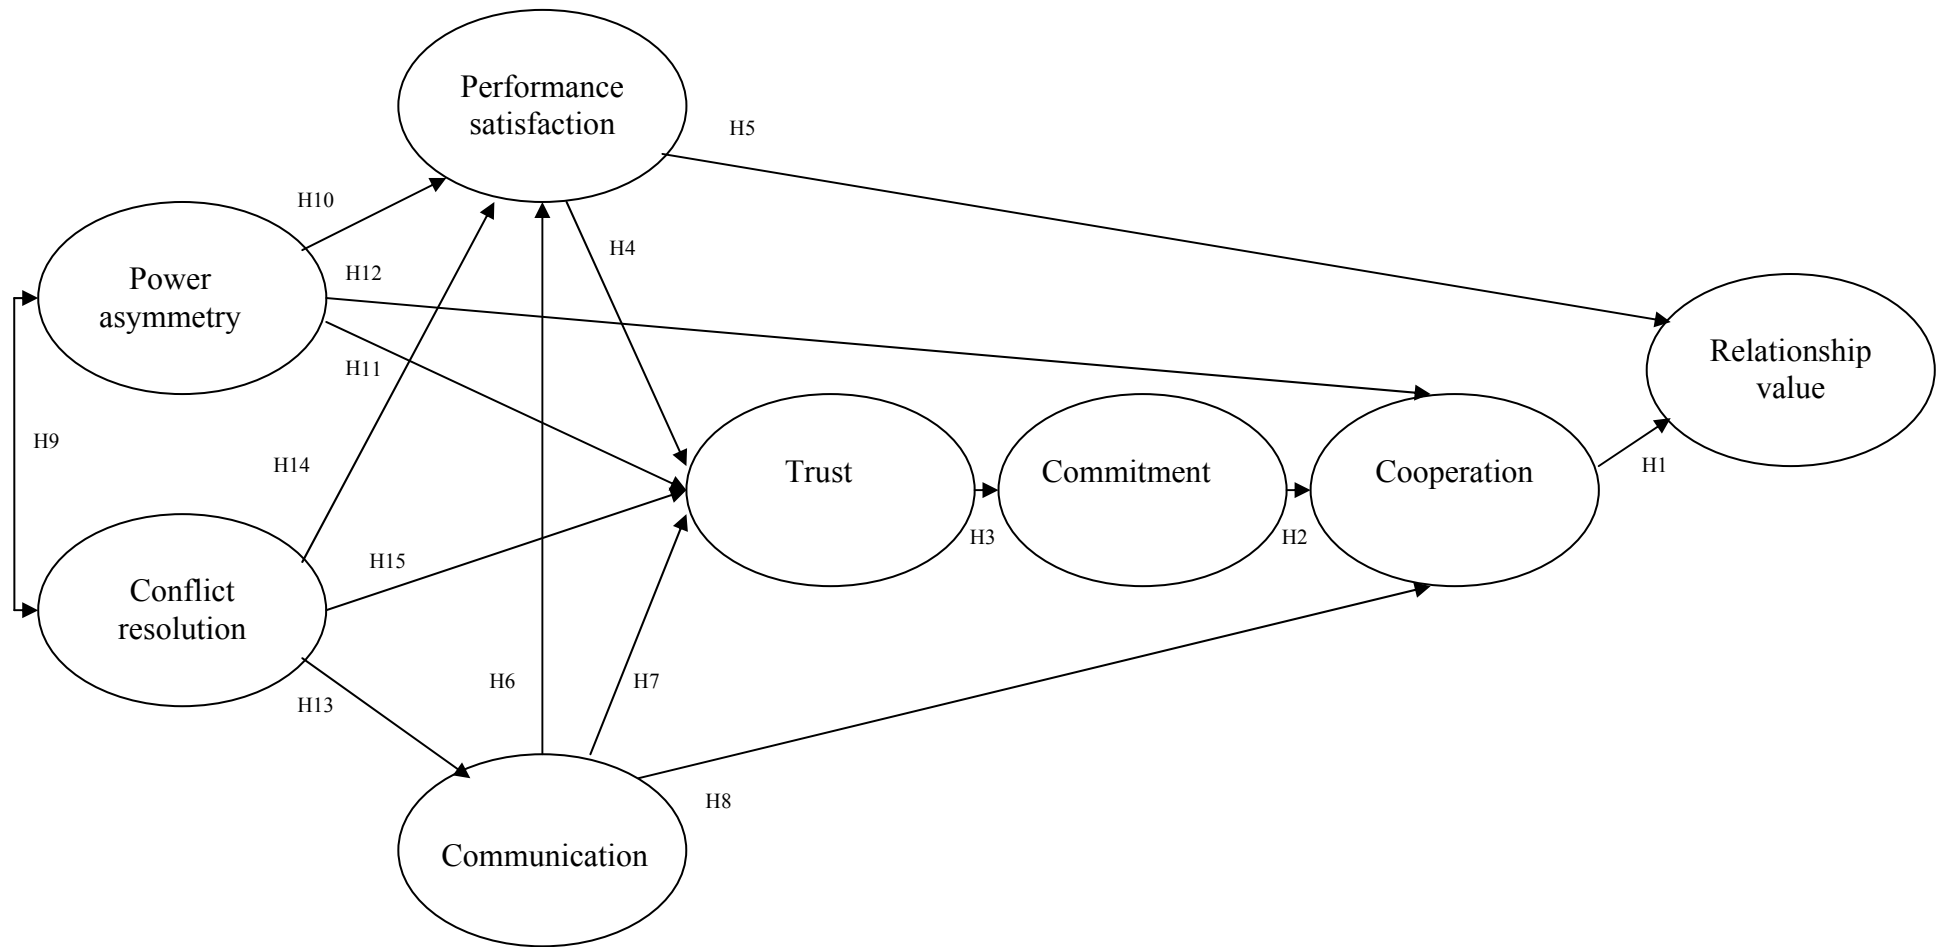 Performance
satisfaction
H5
H10
H4
Power
asymmetry
H12
Relationship
value
H11
H9
H14
Trust
Commitment
Cooperation
H1
H3
H2
H15
Conflict
resolution
H6
H7
H13
H8
Communication